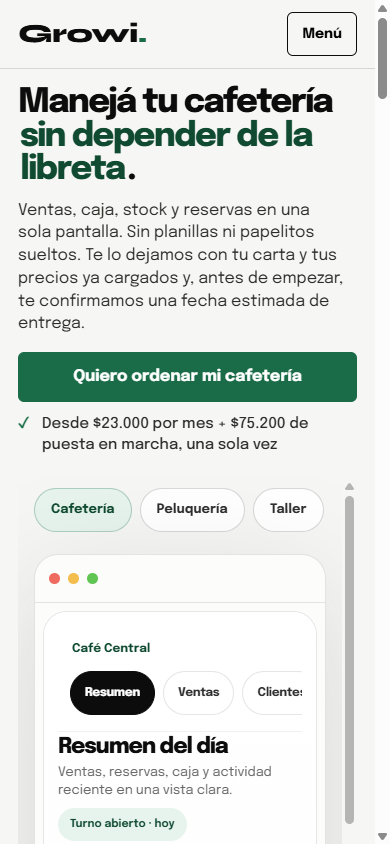 Growi.
Menú
Manejá tu cafetería
sin depender de la
libreta.
Ventas, caja, stock y reservas en una
sola pantalla. Sin planillas ni papelitos
sueltos. Te lo dejamos con tu carta y tus
precios ya cargados y, antes de empezar,
te confirmamos una fecha estimada de
entrega.
Quiero ordenar mi cafetería
✓ Desde $23.000 por mes + $75.200 de
puesta en marcha, una sola vez
Cafetería Peluquería Taller
Café Central
Resumen Ventas Clientes
Resumen del día
Ventas, reservas, caja y actividad
reciente en una vista clara.
Turno abierto · hoy